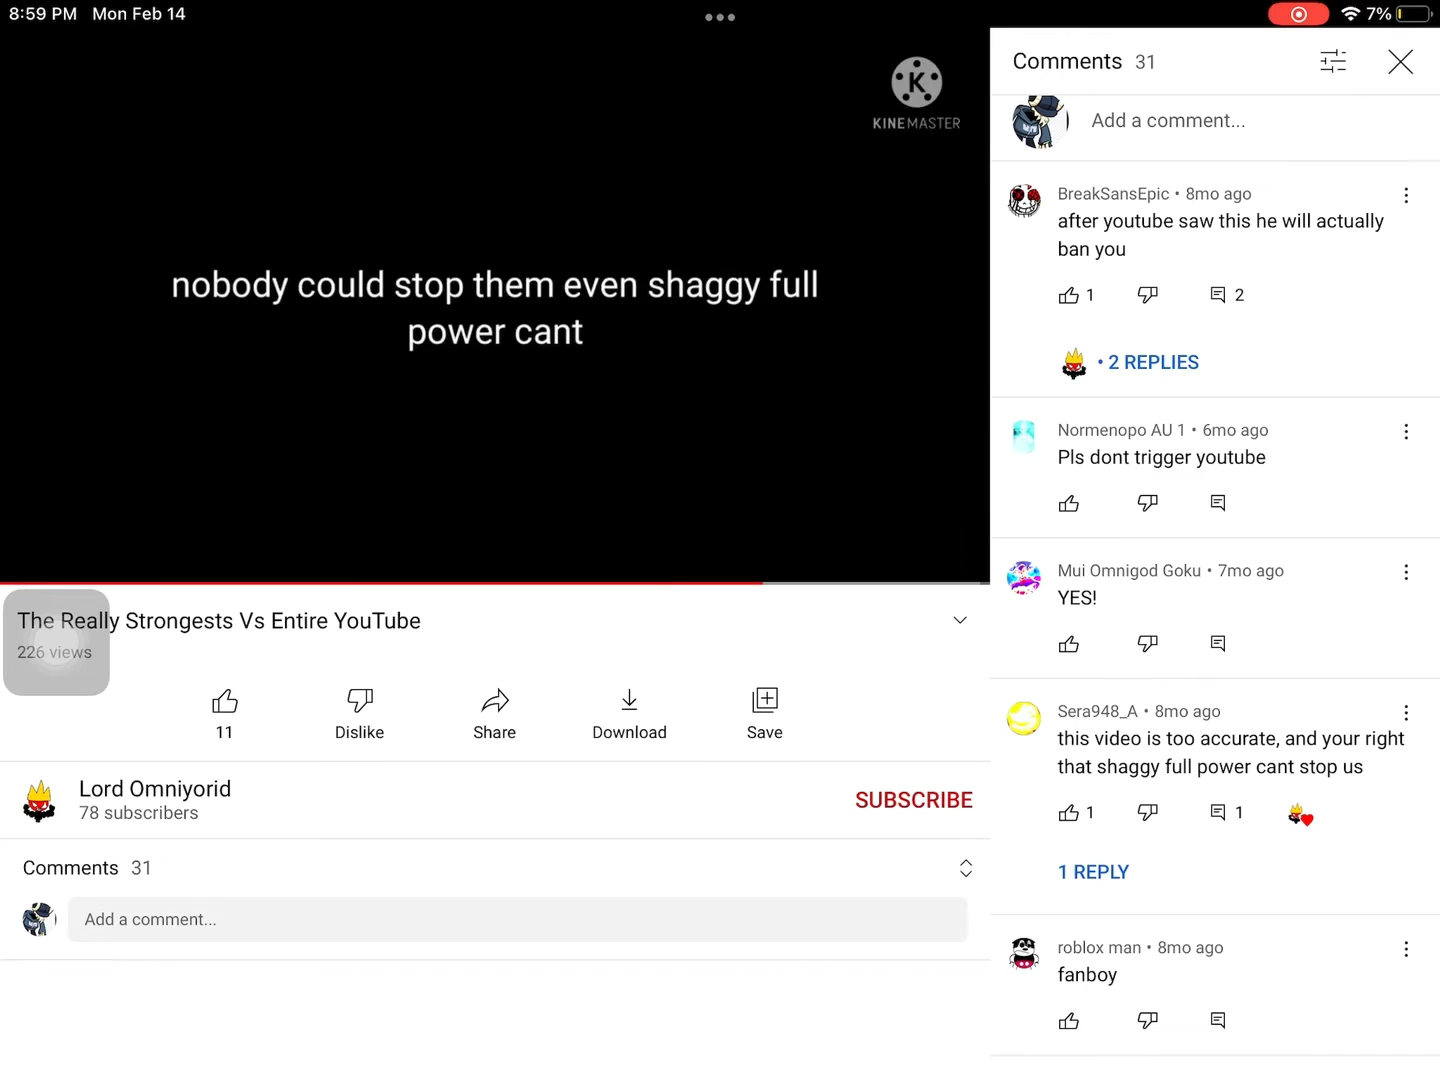 8:59 PM Mon Feb 14
7%
K
KINEMASTER
nobody could stop them even shaggy full
power cant
The Really Strongests Vs Entire YouTube
226 views
11
Dislike
Share
Download
Save
Lord Omniyorid
78 subscribers
SUBSCRIBE
Comments 31
Add a comment...
Comments 31
Add a comment...
BreakSansEpic • 8mo ago
after youtube saw this he will actually
ban you
1
2
• 2 REPLIES
Normenopo AU 1 • 6mo ago
Pls dont trigger youtube
Mui Omnigod Goku • 7mo ago
YES!
Sera948_A • 8mo ago
this video is too accurate, and your right
that shaggy full power cant stop us
1
1
1 REPLY
roblox man • 8mo ago
fanboy